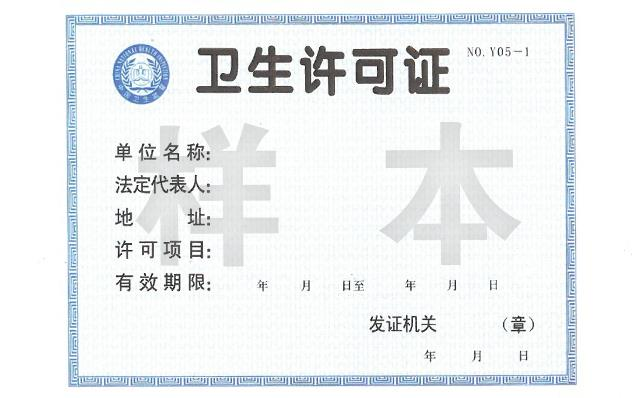 卫生许可证
NO. Y05-1
样本
单位名称:
法定代表人:
地 址:
许可项目:
有效期限: 年 月 日至 年 月 日
发证机关 （章）
年 月 日